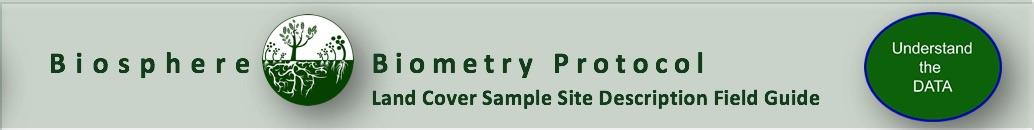 Biosphere
Biometry Protocol
Land Cover Sample Site Description Field Guide
Understand
the
DATA